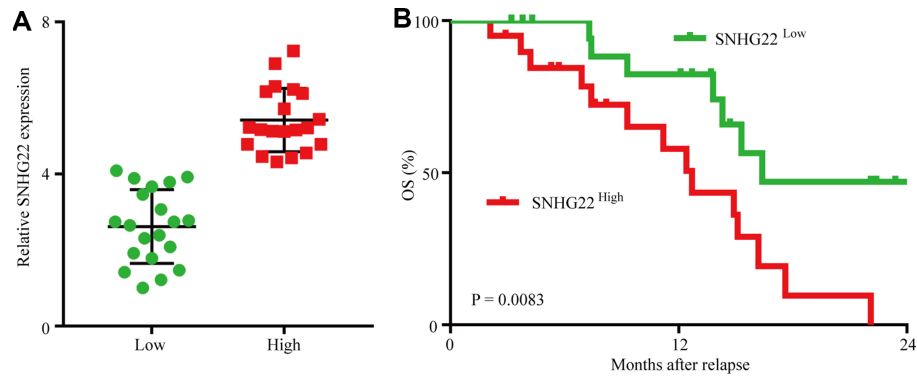 A
Relative SNHG22 expression
8
4
0
Low
High
B
OS (%)
100
50
0
0
12
24
Months after relapse
SNHG22 Low
SNHG22 High
P = 0.0083